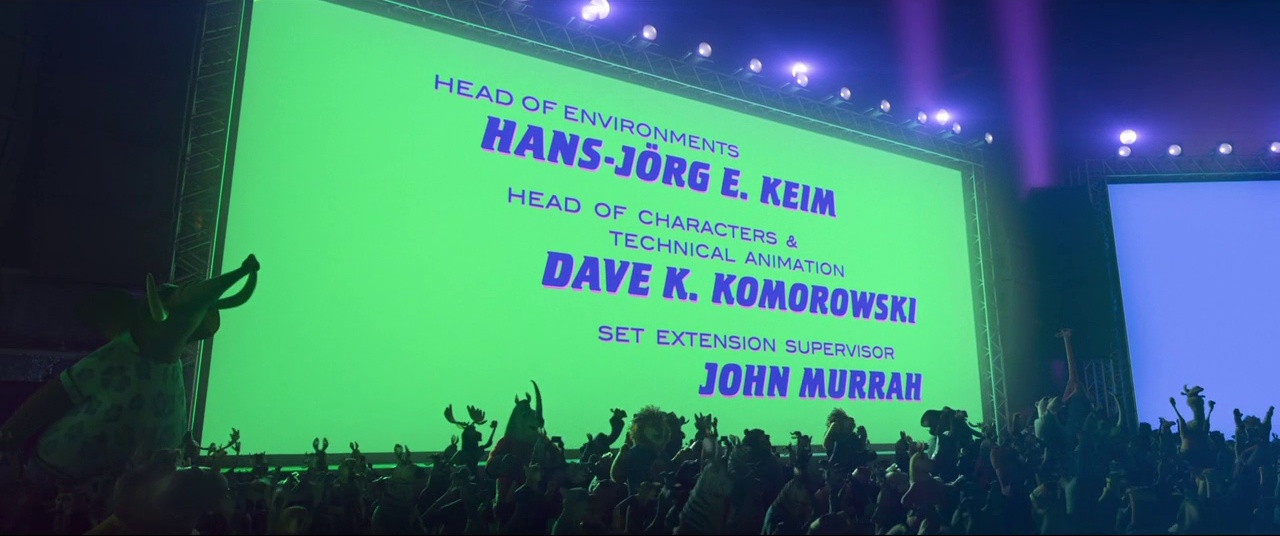 HEAD OF ENVIRONMENTS
HANS-JÖRG E. KEIM
HEAD OF CHARACTERS &
TECHNICAL ANIMATION
DAVE K. KOMOROWSKI
SET EXTENSION SUPERVISOR
JOHN MURRAH